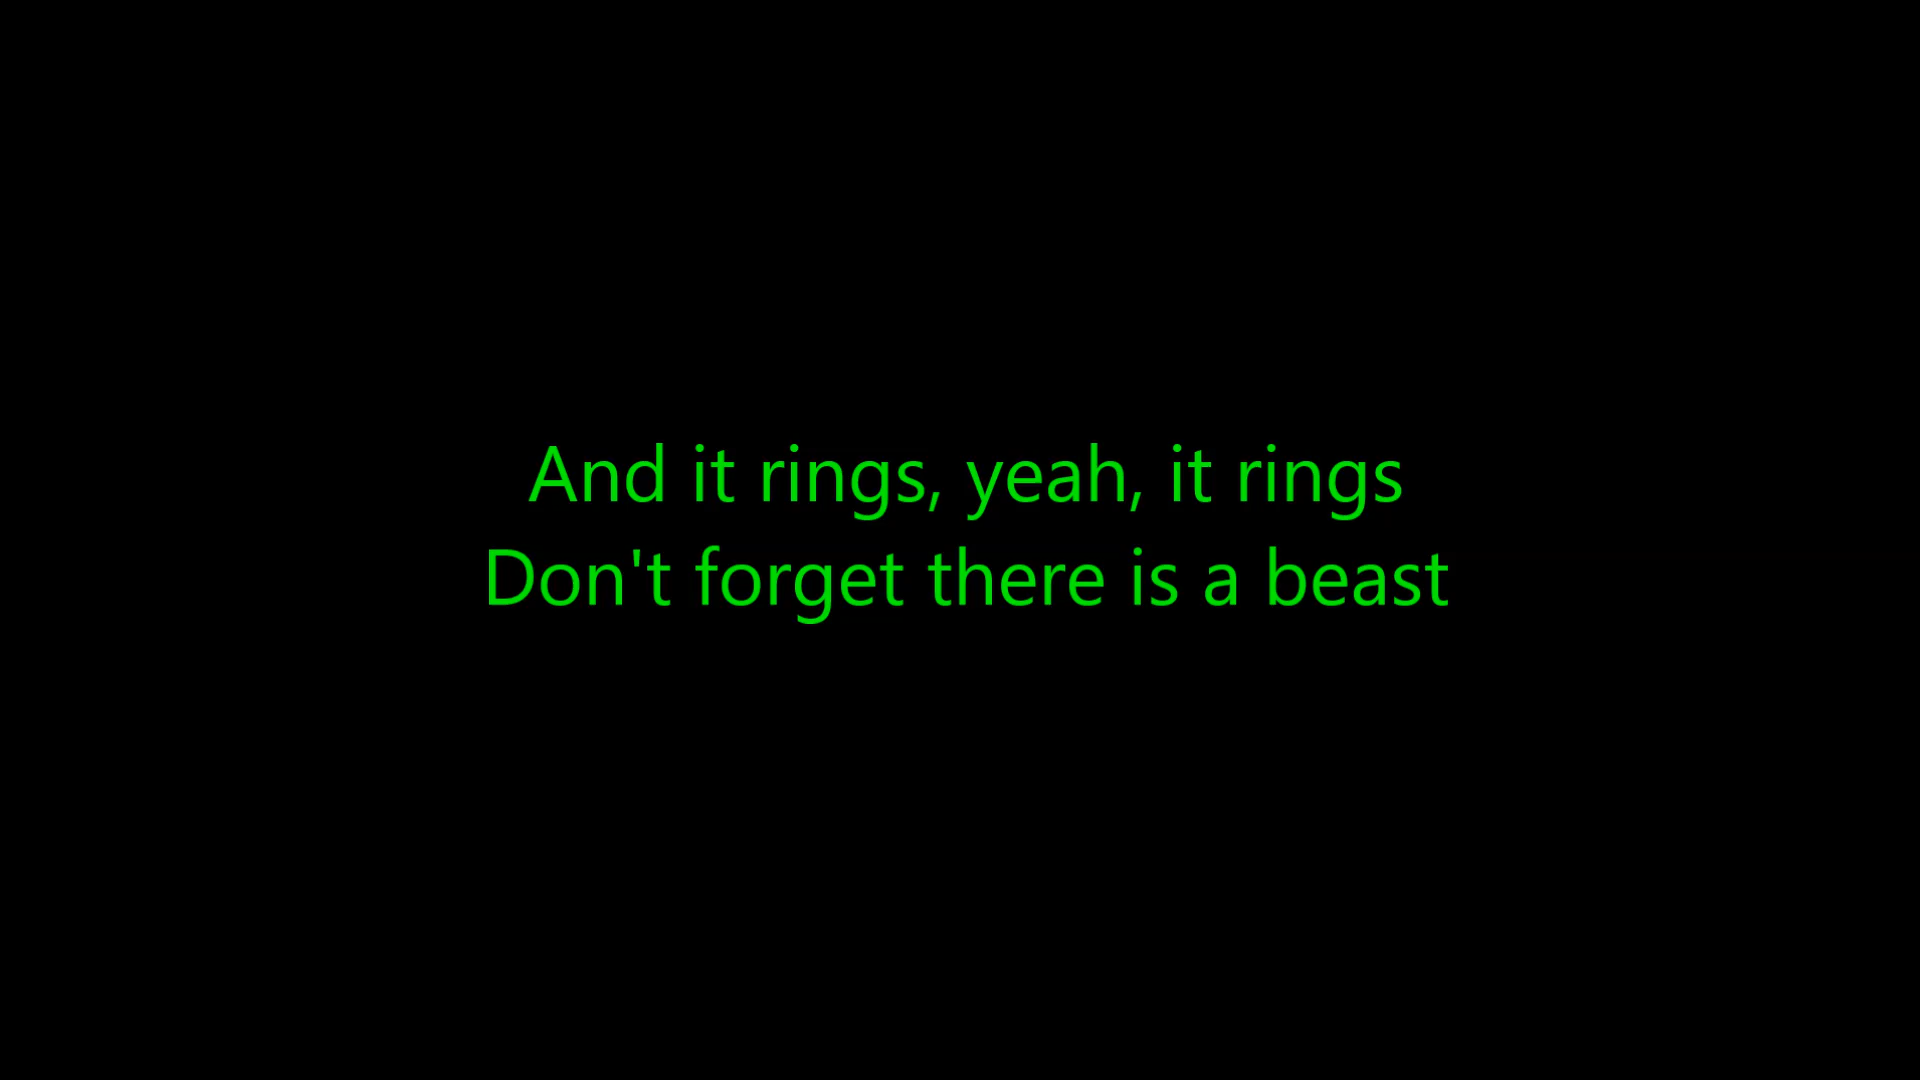 And it rings, yeah, it rings
Don't forget there is a beast